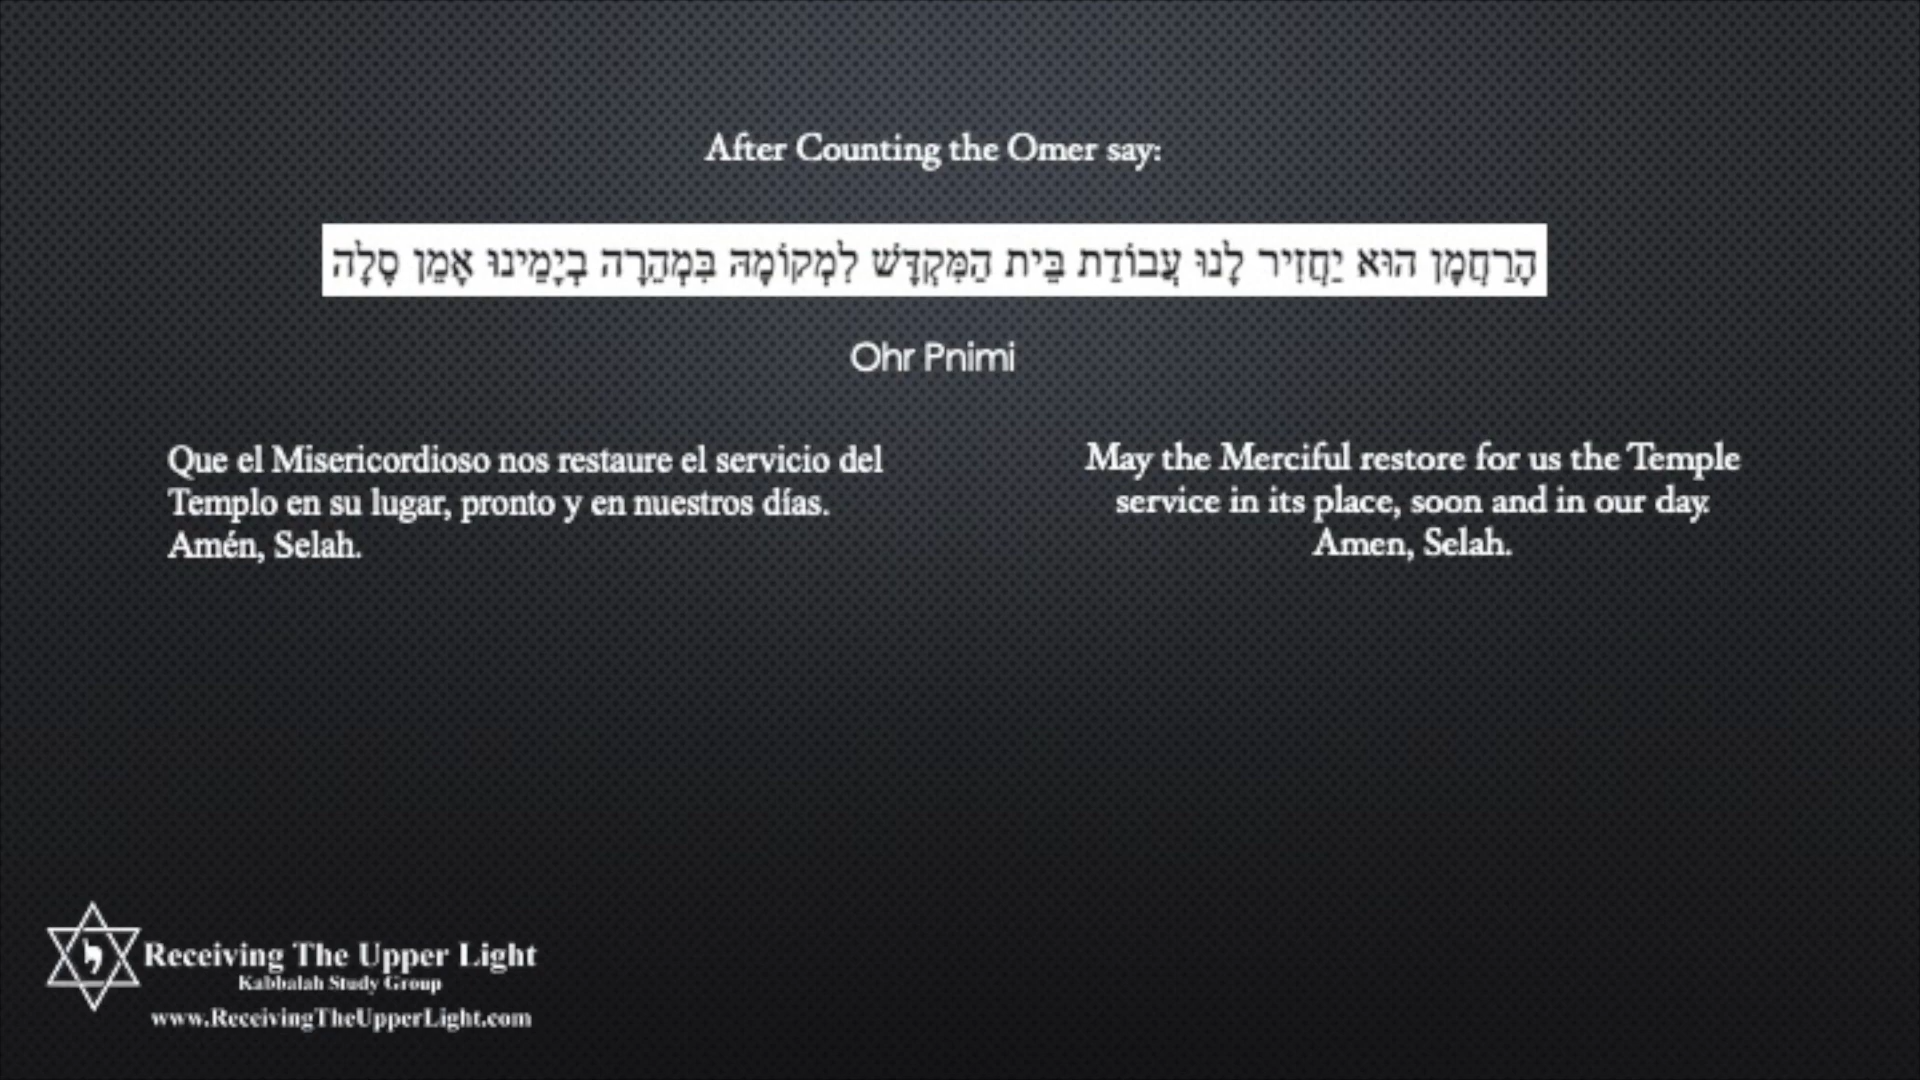 After Counting the Omer say:
הָרַחֲמָן הוּא יַחֲזִיר לָנוּ עֲבוֹדַת בֵּית הַמִּקְדָּשׁ לִמְקוֹמָהּ בִּמְהֵרָה בְיָמֵינוּ אָמֵן סֶלָה
Ohr Pnimi
Que el Misericordioso nos restaure el servicio del
Templo en su lugar, pronto y en nuestros días.
Amén, Selah.
May the Merciful restore for us the Temple
service in its place, soon and in our day.
Amen, Selah.
Receiving The Upper Light
Kabbalah Study Group
www.ReceivingTheUpperLight.com